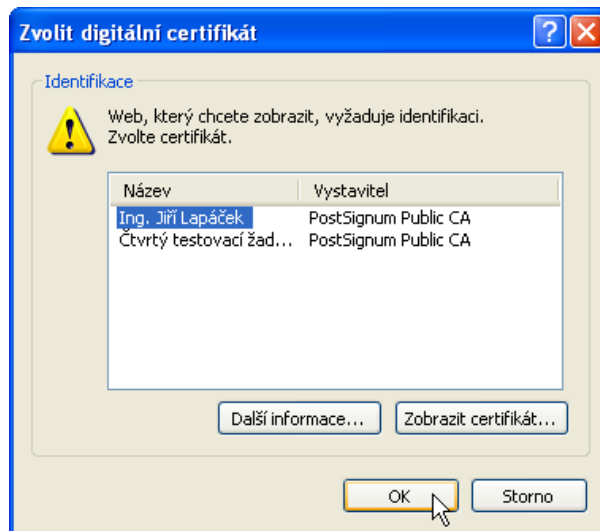 Zvolit digitální certifikát
Identifikace
Web, který chcete zobrazit, vyžaduje identifikaci.
Zvolte certifikát.
Název Vystavitel
Ing. Jiří Lapáček PostSignum Public CA
Čtvrtý testovací žad... PostSignum Public CA
Další informace... Zobrazit certifikát...
OK Storno